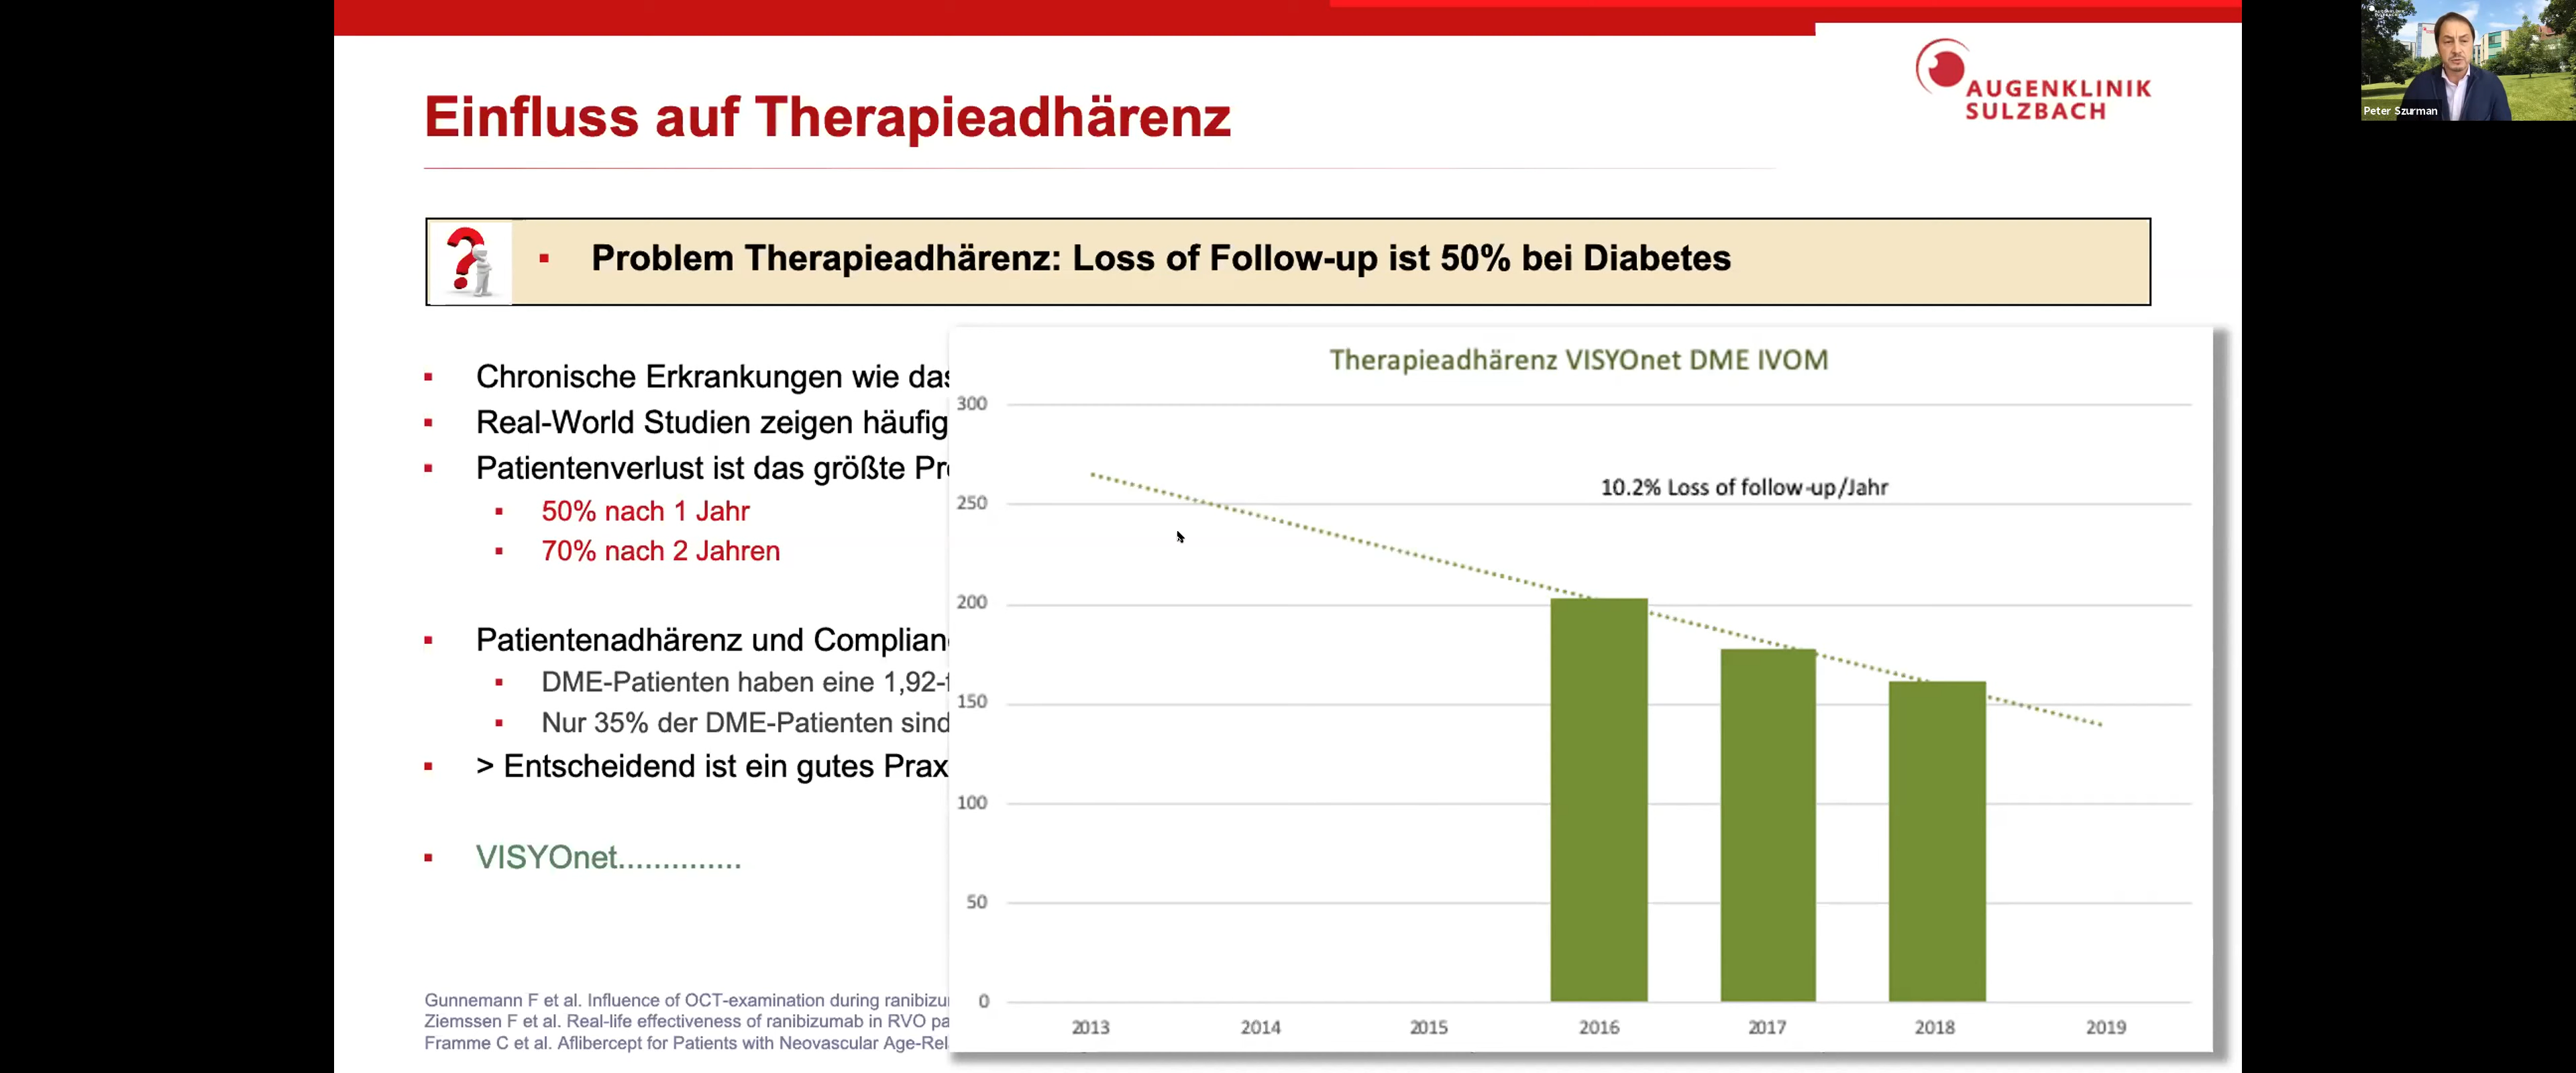 Einfluss auf Therapieadhärenz
AUGENKLINIK
SULZBACH
Peter Szurman
Problem Therapieadhärenz: Loss of Follow-up ist 50% bei Diabetes
Chronische Erkrankungen wie das
Real-World Studien zeigen häufig
Patientenverlust ist das größte Pr
50% nach 1 Jahr
70% nach 2 Jahren
Patientenadhärenz und Complian
DME-Patienten haben eine 1,92-f
Nur 35% der DME-Patienten sind
> Entscheidend ist ein gutes Prax
VISYOnet..............
Gunnemann F et al. Influence of OCT-examination during ranibizu
Ziemssen F et al. Real-life effectiveness of ranibizumab in RVO pa
Framme C et al. Aflibercept for Patients with Neovascular Age-Rel
Therapieadhärenz VISYOnet DME IVOM
10.2% Loss of follow-up/Jahr
300
250
200
150
100
50
0
2013 2014 2015 2016 2017 2018 2019